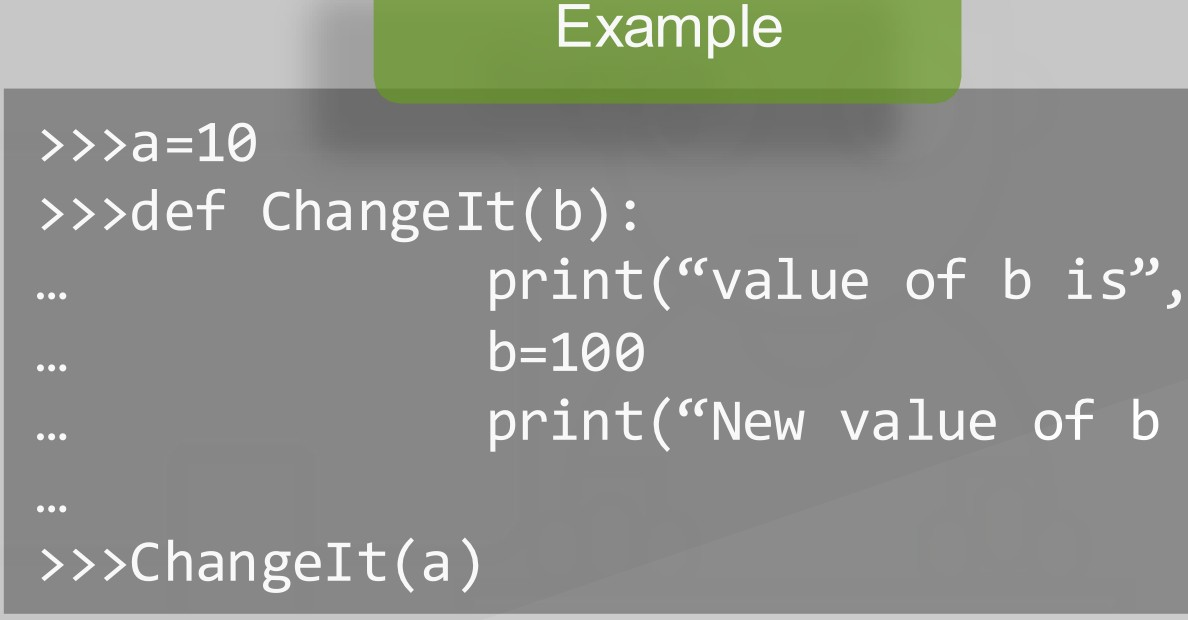 Example
>>>a=10
>>>def ChangeIt(b):
…              print(“value of b is”,
…              b=100
…              print(“New value of b
…
>>>ChangeIt(a)